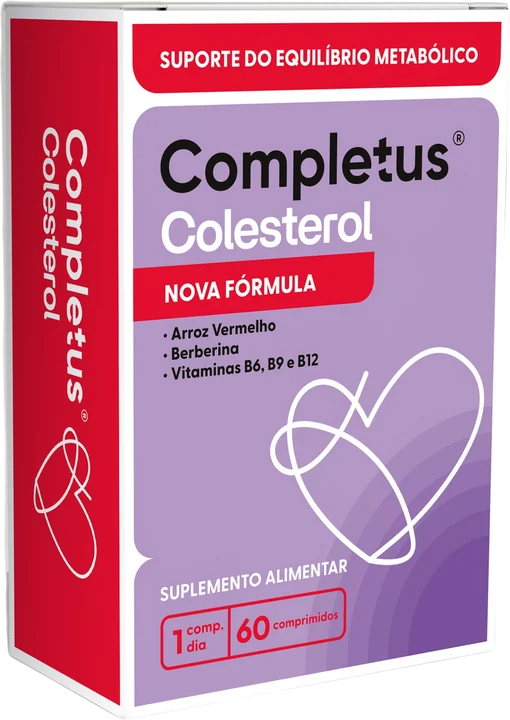 SUPORTE DO EQUILÍBRIO METABÓLICO
Completus®
Colesterol
NOVA FÓRMULA
· Arroz Vermelho
· Berberina
· Vitaminas B6, B9 e B12
SUPLEMENTO ALIMENTAR
1 comp. dia
60 comprimidos
Completus®
Colesterol